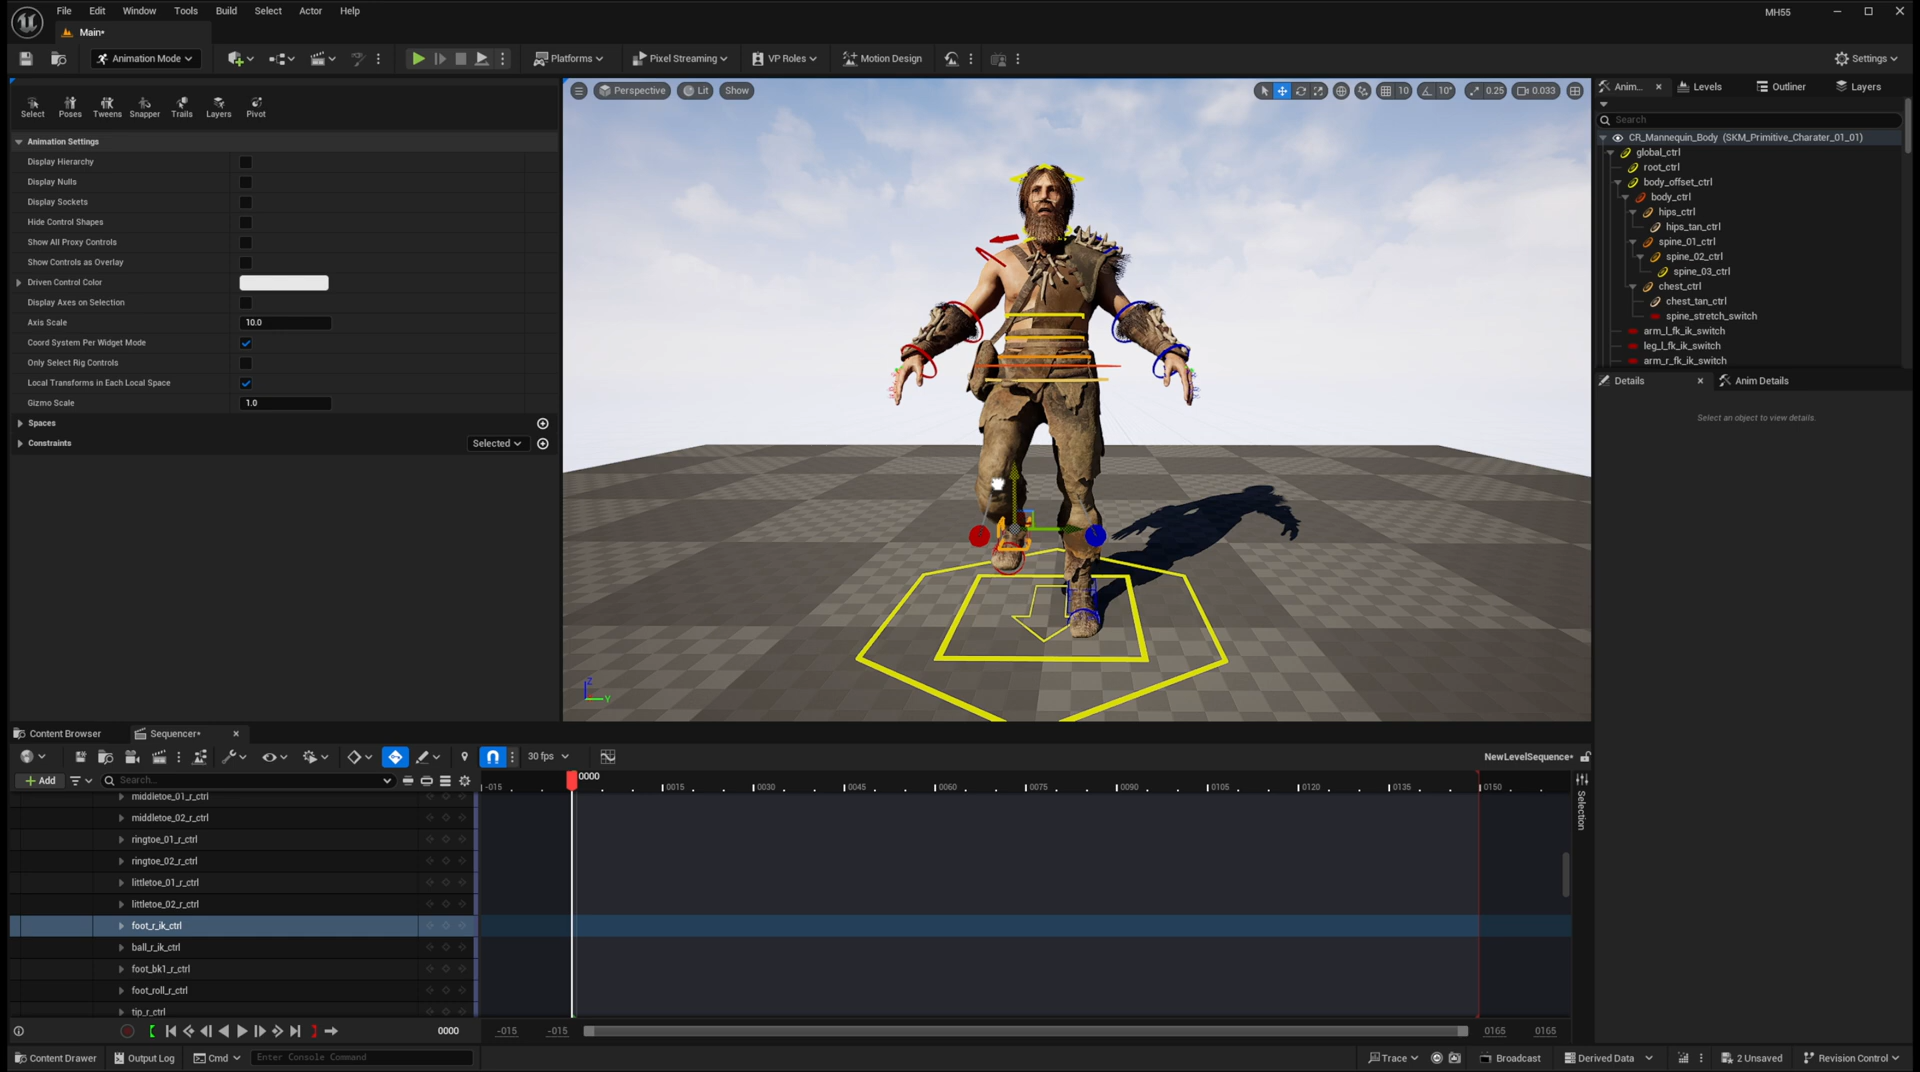 File Edit Window Tools Build Select Actor Help
MH55
Main*
Animation Mode
Platforms
Pixel Streaming
VP Roles
Motion Design
Settings
Select Poses Tweens Snapper Trails Layers Pivot
Animation Settings
Display Hierarchy
Display Nulls
Display Sockets
Hide Control Shapes
Show All Proxy Controls
Show Controls as Overlay
Driven Control Color
Display Axes on Selection
Axis Scale 10.0
Coord System Per Widget Mode
Only Select Rig Controls
Local Transforms in Each Local Space
Gizmo Scale 1.0
Spaces
Constraints Selected
Perspective Lit Show
10 10° 0.25 0.033
Z
Y
Anim... Levels Outliner Layers
Search
CR_Mannequin_Body (SKM_Primitive_Charater_01_01)
global_ctrl
root_ctrl
body_offset_ctrl
body_ctrl
hips_ctrl
hips_tan_ctrl
spine_01_ctrl
spine_02_ctrl
spine_03_ctrl
chest_ctrl
chest_tan_ctrl
spine_stretch_switch
arm_l_fk_ik_switch
leg_l_fk_ik_switch
arm_r_fk_ik_switch
Details Anim Details
Select an object to view details.
Content Browser Sequencer*
30 fps
NewLevelSequence*
Add
Search...
0000
-015 0015 0030 0045 0060 0075 0090 0105 0120 0135 0150
Selection
middletoe_01_r_ctrl
middletoe_02_r_ctrl
ringtoe_01_r_ctrl
ringtoe_02_r_ctrl
littletoe_01_r_ctrl
littletoe_02_r_ctrl
foot_r_ik_ctrl
ball_r_ik_ctrl
foot_bk1_r_ctrl
foot_roll_r_ctrl
tip_r_ctrl
0000 -015 -015 0165 0165
Content Drawer Output Log Cmd Enter Console Command
Trace Broadcast Derived Data 2 Unsaved Revision Control